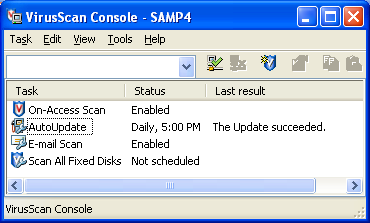 VirusScan Console - SAMP4
Task Edit View Tools Help
Task Status Last result
On-Access Scan Enabled
AutoUpdate Daily, 5:00 PM The Update succeeded.
E-mail Scan Enabled
Scan All Fixed Disks Not scheduled
VirusScan Console